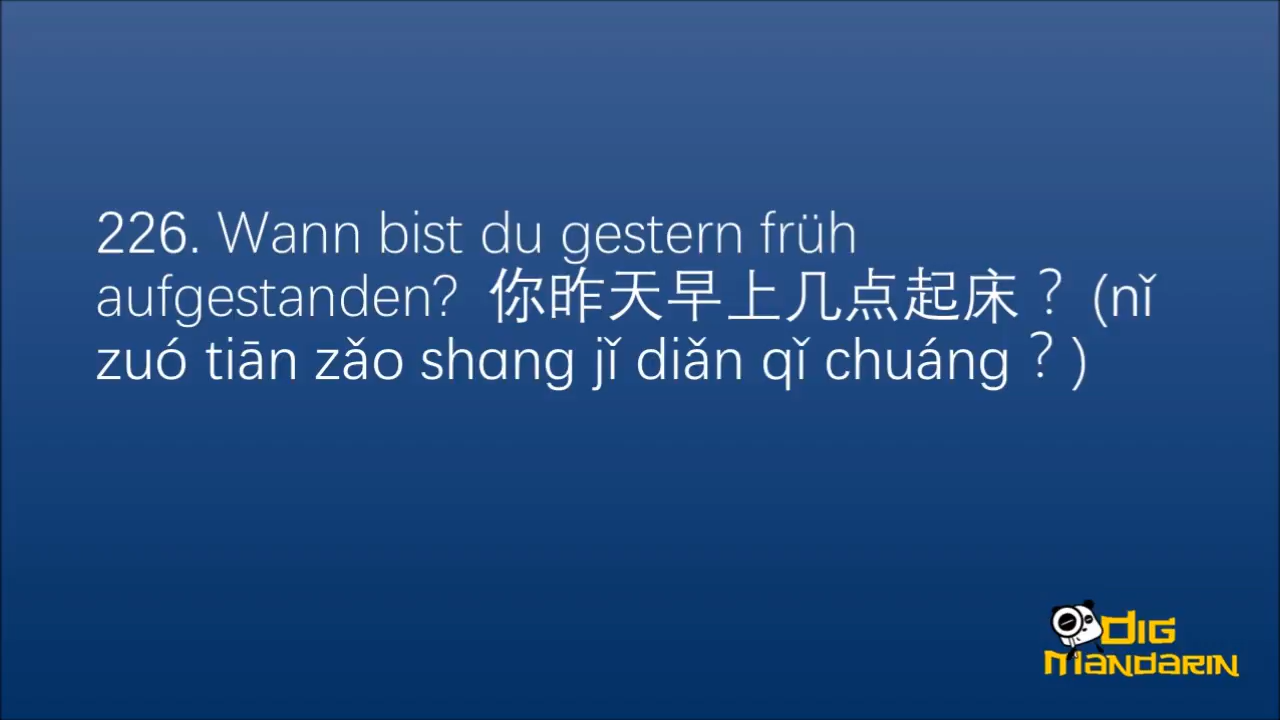 226. Wann bist du gestern früh
aufgestanden? 你昨天早上几点起床？(nǐ
zuó tiān zǎo shɑng jǐ diǎn qǐ chuáng？)
DIG
MANDARIN